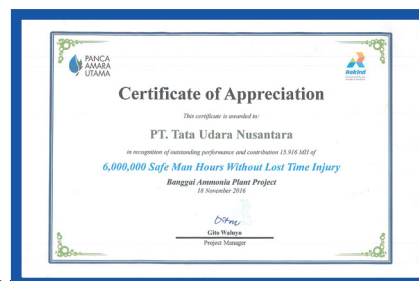 PANCA
AMARA
UTAMA
Rekind
Certificate of Appreciation
This certificate is awarded to:
PT. Tata Udara Nusantara
in recognition of outstanding performance and contribution 15.916 MH of
6,000,000 Safe Man Hours Without Lost Time Injury
Banggai Ammonia Plant Project
18 November 2016
Gito Waluyo
Project Manager